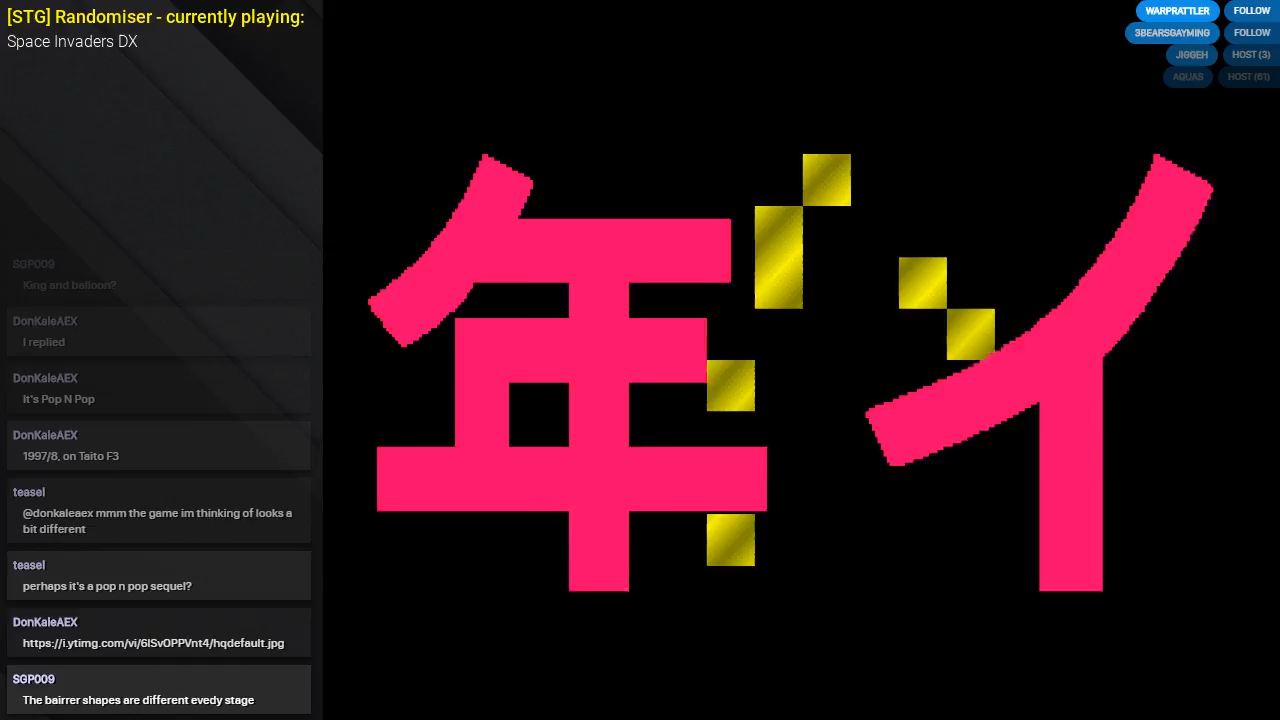 [STG] Randomiser - currently playing:
Space Invaders DX
WARPRATTLER FOLLOW
3BEARSGAYMING FOLLOW
JIGGEH HOST (3)
AQUAS HOST (61)
年イ
SGP009
King and belloon?
DonKaleAEX
I replied
DonKaleAEX
It's Pop N Pop
DonKaleAEX
1997/8, on Taito F3
teasel
@donkaleaex mmm the game im thinking of looks a
bit different
teasel
perhaps it's a pop n pop sequel?
DonKaleAEX
https://i.ytimg.com/vi/6lSvOPPVnt4/hqdefault.jpg
SGP009
The bairrer shapes are different evedy stage